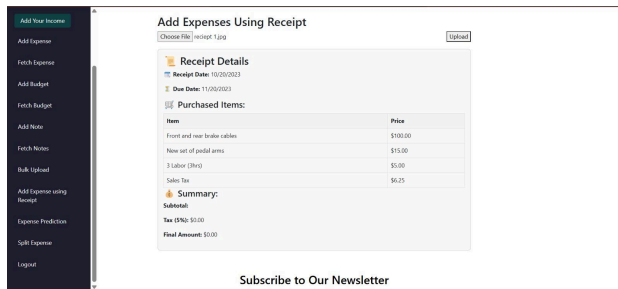 Add Your Income
Add Expense
Fetch Expense
Add Budget
Fetch Budget
Add Note
Fetch Notes
Bulk Upload
Add Expense using
Receipt
Expense Prediction
Split Expense
Logout
Add Expenses Using Receipt
Choose File reciept 1.jpg Upload
Receipt Details
Receipt Date: 10/20/2023
Due Date: 11/20/2023
Purchased Items:
Item Price
Front and rear brake cables $100.00
New set of pedal arms $15.00
3 Labor (3hrs) $5.00
Sales Tax $6.25
Summary:
Subtotal:
Tax (5%): $0.00
Final Amount: $0.00
Subscribe to Our Newsletter